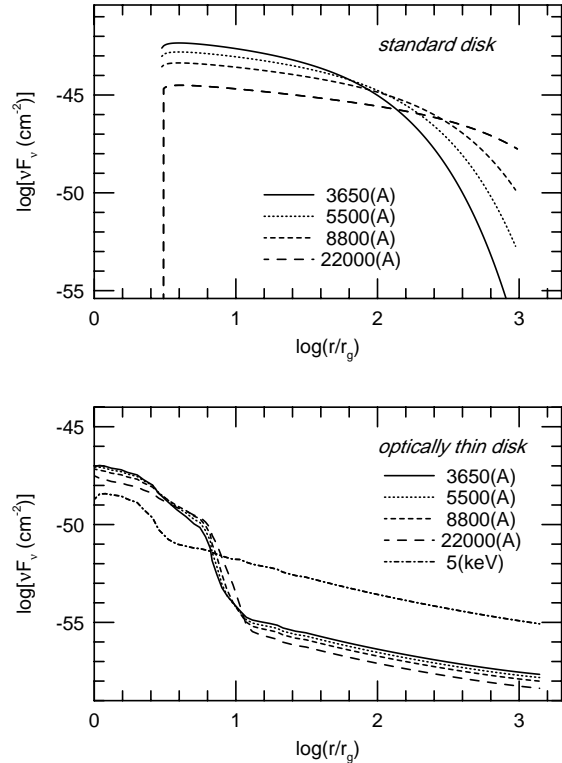 standard disk
-45
-50
-55
log[νFν (cm-2)]
3650(A)
5500(A)
8800(A)
22000(A)
0 1 2 3
log(r/rg)
optically thin disk
-45
-50
-55
log[νFν (cm-2)]
3650(A)
5500(A)
8800(A)
22000(A)
5(keV)
0 1 2 3
log(r/rg)